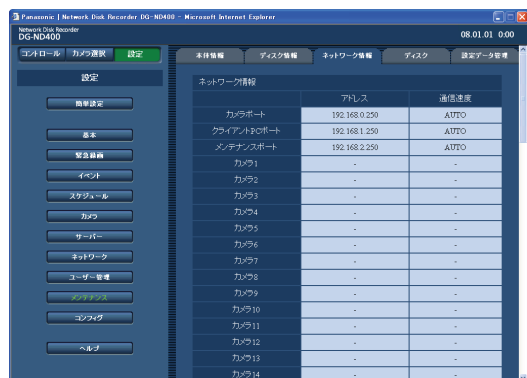 Panasonic | Network Disk Recorder DG-ND400 - Microsoft Internet Explorer
Network Disk Recorder
DG-ND400
08.01.01 0:00
コントロール カメラ選択 設定
本体情報 ディスク情報 ネットワーク情報 ディスク 設定データ管理
設定
簡単設定
基本
緊急録画
イベント
スケジュール
カメラ
サーバー
ネットワーク
ユーザー管理
メンテナンス
コンフィグ
ヘルプ
ネットワーク情報
アドレス 通信速度
カメラポート 192.168.0.250 AUTO
クライアントPCポート 192.168.1.250 AUTO
メンテナンスポート 192.168.2.250 AUTO
カメラ1 - -
カメラ2 - -
カメラ3 - -
カメラ4 - -
カメラ5 - -
カメラ6 - -
カメラ7 - -
カメラ8 - -
カメラ9 - -
カメラ10 - -
カメラ11 - -
カメラ12 - -
カメラ13 - -
カメラ14 - -